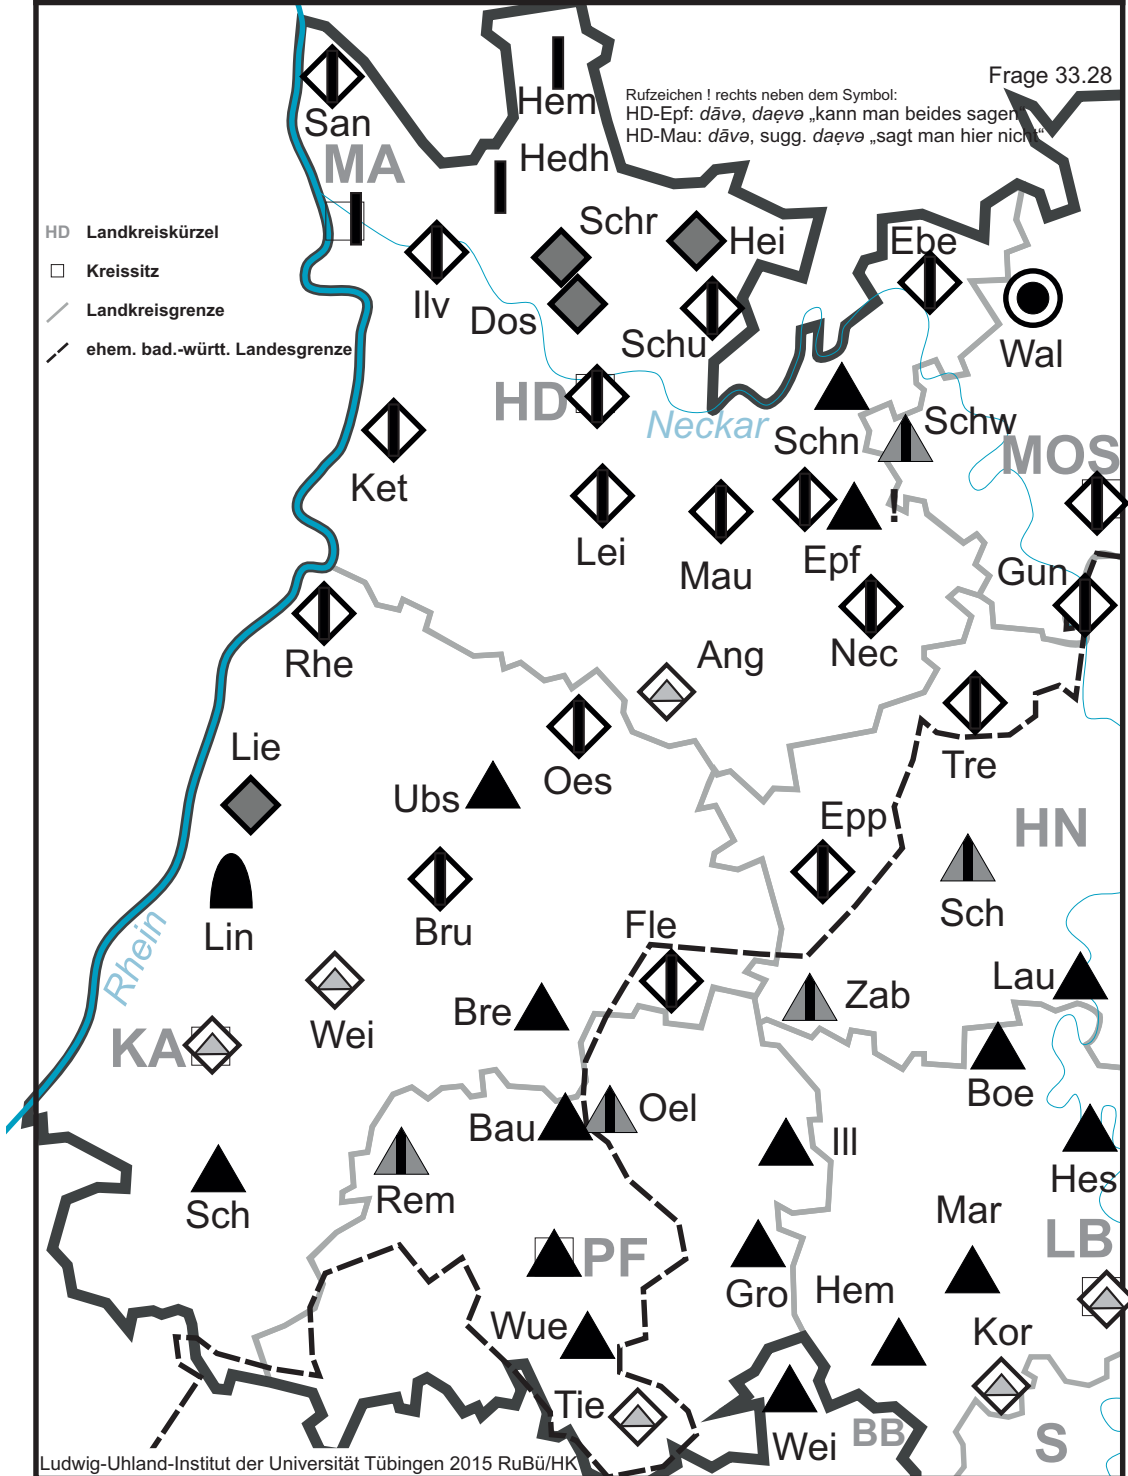 Frage 33.28
Rufzeichen ! rechts neben dem Symbol:
HD-Epf: dāvə, daẹvə „kann man beides sagen“
HD-Mau: dāvə, sugg. daẹvə „sagt man hier nicht“
San
Hem
MA
Hedh
HD Landkreiskürzel
Kreissitz
Landkreisgrenze
ehem. bad.-württ. Landesgrenze
Schr
Hei
Ebe
Ilv
Dos
Schu
Wal
HD
Neckar
Schn
Schw
MOS
Ket
Lei
Mau
Epf
!
Gun
Rhe
Ang
Nec
Lie
Ubs
Oes
Tre
Epp
HN
Sch
Lin
Bru
Fle
Rhein
Wei
Bre
Zab
Lau
KA
Boe
Bau
Oel
Ill
Hes
Sch
Rem
Mar
PF
LB
Gro
Hem
Wue
Kor
Tie
Wei
BB
S
Ludwig-Uhland-Institut der Universität Tübingen 2015 RuBü/HK